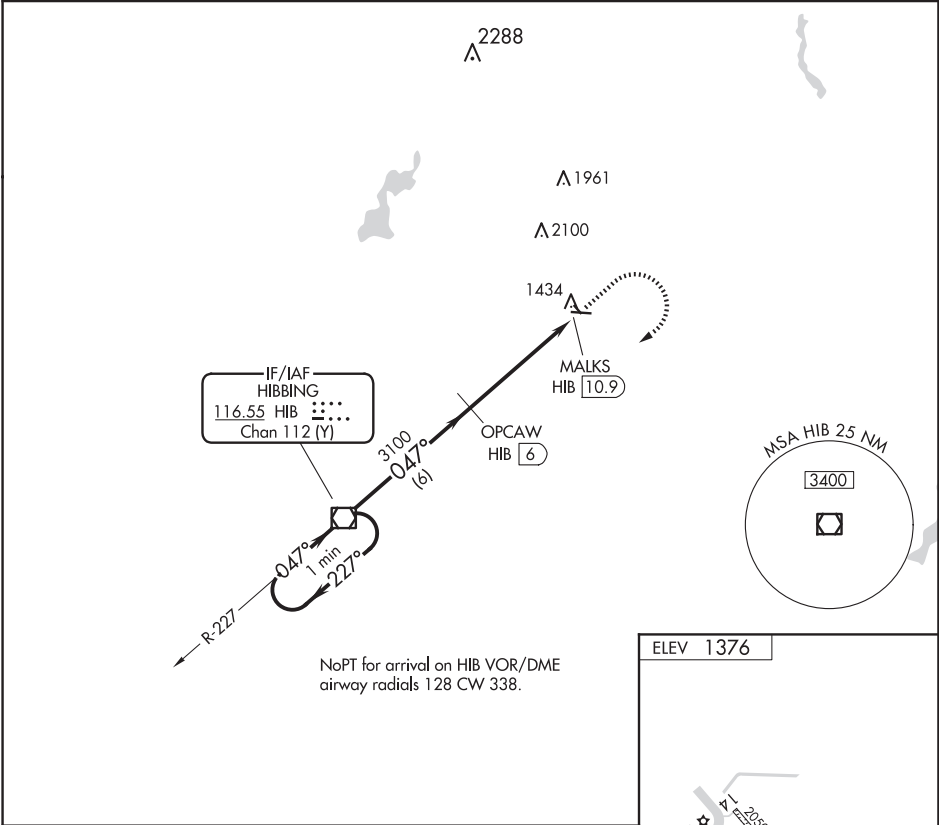 2288
1961
2100
1434
MALKS
HIB 10.9
IF/IAF
HIBBING
116.55 HIB
Chan 112 (Y)
OPCAW
HIB 6
3100
047°
(6)
MSA HIB 25 NM
3400
047°
1 min
227°
R-227
NoPT for arrival on HIB VOR/DME
airway radials 128 CW 338.
ELEV 1376
14